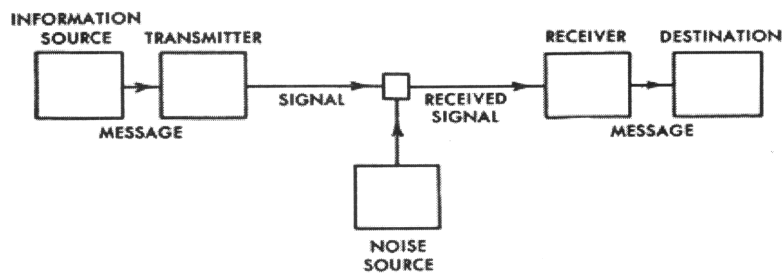 INFORMATION
SOURCE
TRANSMITTER
RECEIVER
DESTINATION
SIGNAL
RECEIVED
SIGNAL
MESSAGE
MESSAGE
NOISE
SOURCE